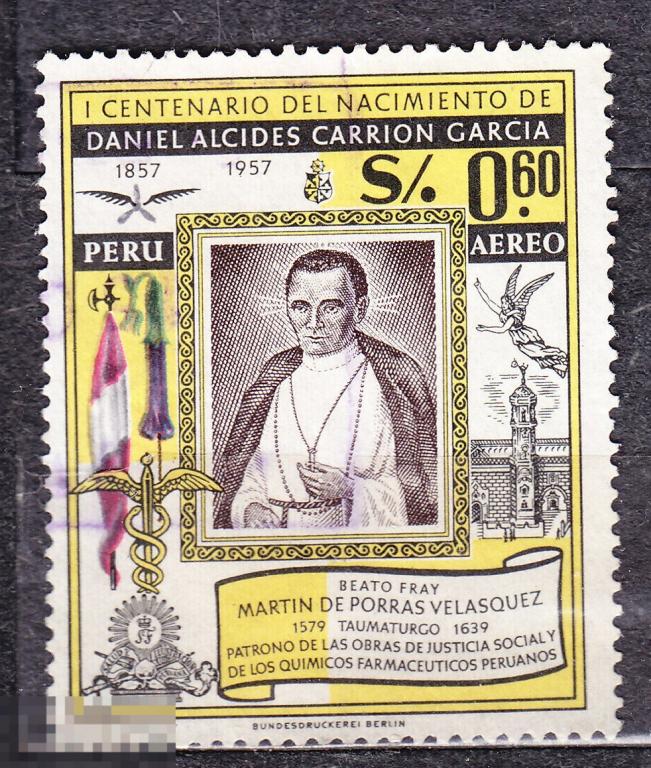 I CENTENARIO DEL NACIMIENTO DE
DANIEL ALCIDES CARRION GARCIA
1857 1957
S/. 0.60
PERU
AEREO
BEATO FRAY
MARTIN DE PORRAS VELASQUEZ
1579 TAUMATURGO 1639
PATRONO DE LAS OBRAS DE JUSTICIA SOCIAL Y
DE LOS QUIMICOS FARMACEUTICOS PERUANOS
BUNDESDRUCKEREI BERLIN